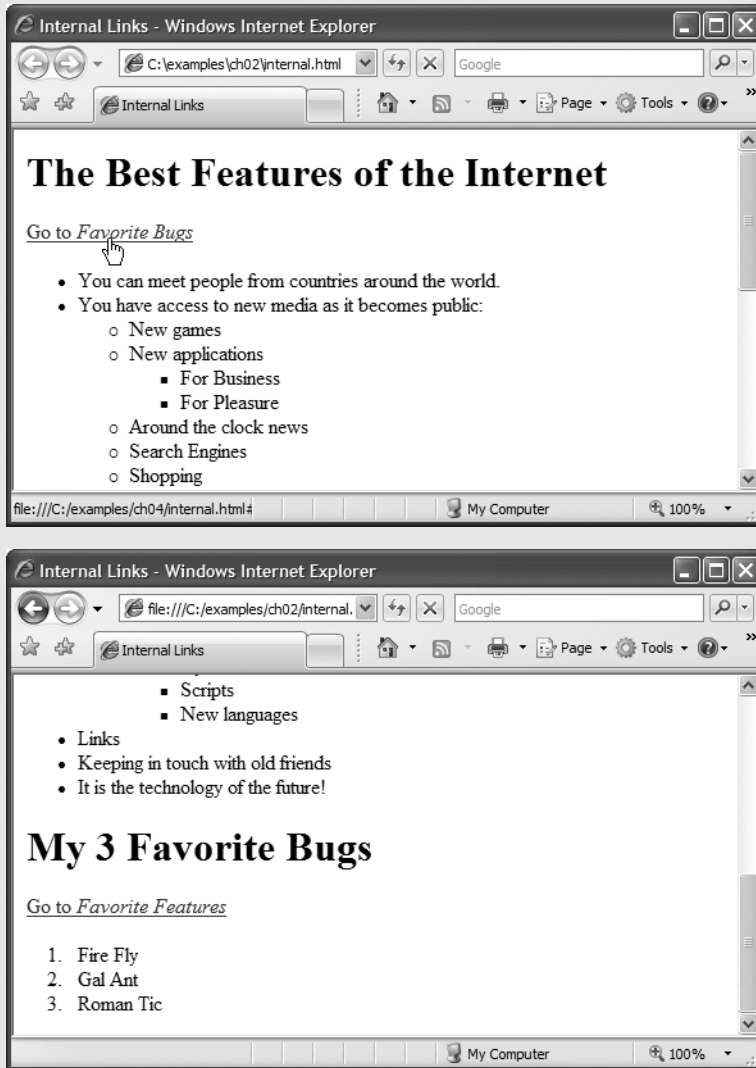 Internal Links - Windows Internet Explorer
C:\examples\ch02\internal.html
Google
Internal Links
Page
Tools
The Best Features of the Internet
Go to Favorite Bugs
• You can meet people from countries around the world.
• You have access to new media as it becomes public:
○ New games
○ New applications
■ For Business
■ For Pleasure
○ Around the clock news
○ Search Engines
○ Shopping
file:///C:/examples/ch04/internal.html#
My Computer
100%
Internal Links - Windows Internet Explorer
file:///C:/examples/ch02/internal.
Google
Internal Links
Page
Tools
■ Scripts
■ New languages
• Links
• Keeping in touch with old friends
• It is the technology of the future!
My 3 Favorite Bugs
Go to Favorite Features
1. Fire Fly
2. Gal Ant
3. Roman Tic
My Computer
100%